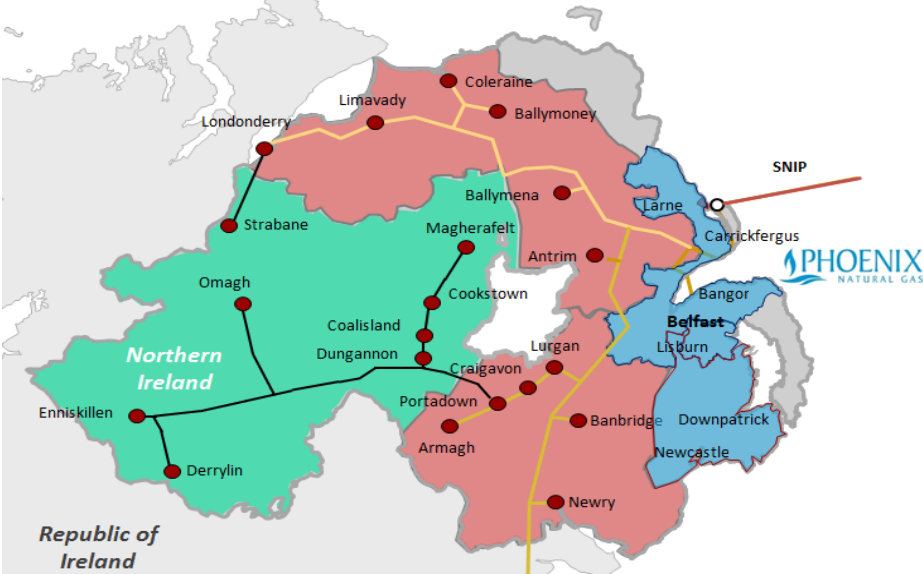 Coleraine
Limavady
Ballymoney
Londonderry
SNIP
Ballymena
Larne
Strabane
Magherafelt
Carrickfergus
Antrim
PHOENIX
NATURAL GAS
Omagh
Cookstown
Bangor
Coalisland
Belfast
Northern
Ireland
Dungannon
Lurgan
Lisburn
Craigavon
Portadown
Enniskillen
Banbridge
Downpatrick
Armagh
Newcastle
Derrylin
Newry
Republic of
Ireland